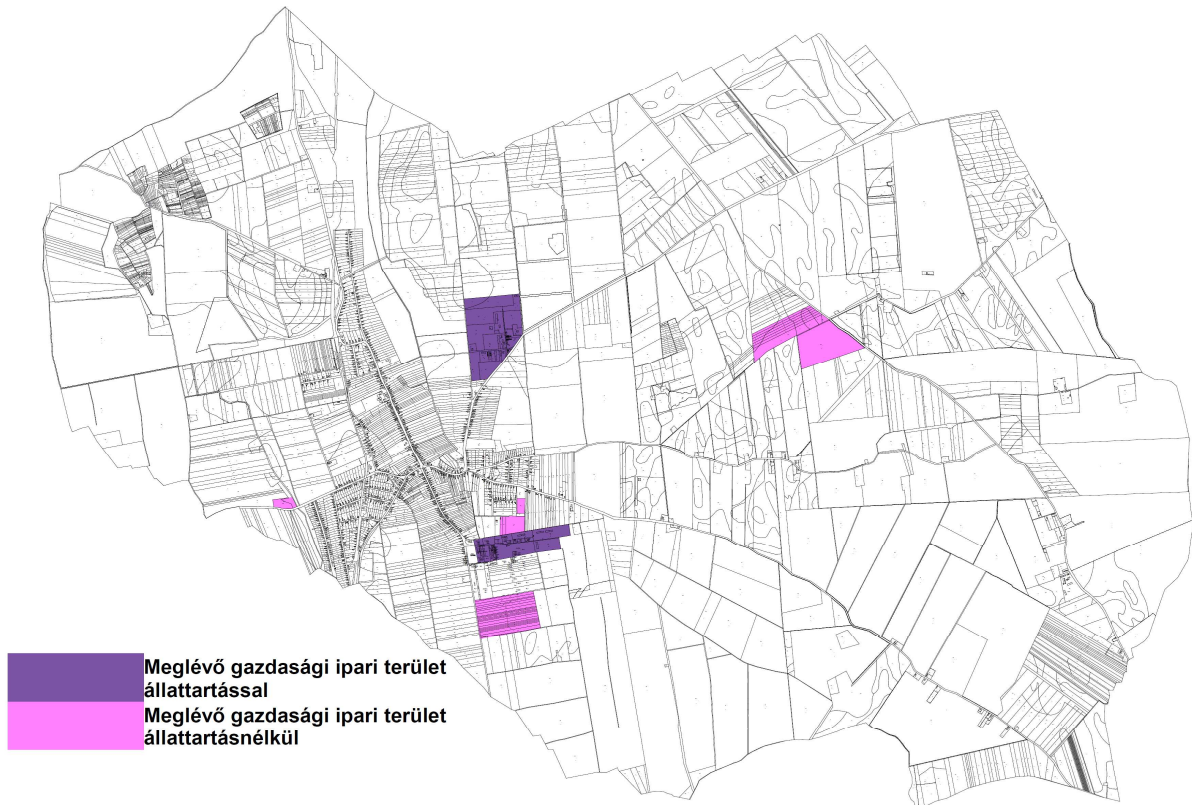 Meglévő gazdasági ipari terület
állattartással
Meglévő gazdasági ipari terület
állattartásnélkül